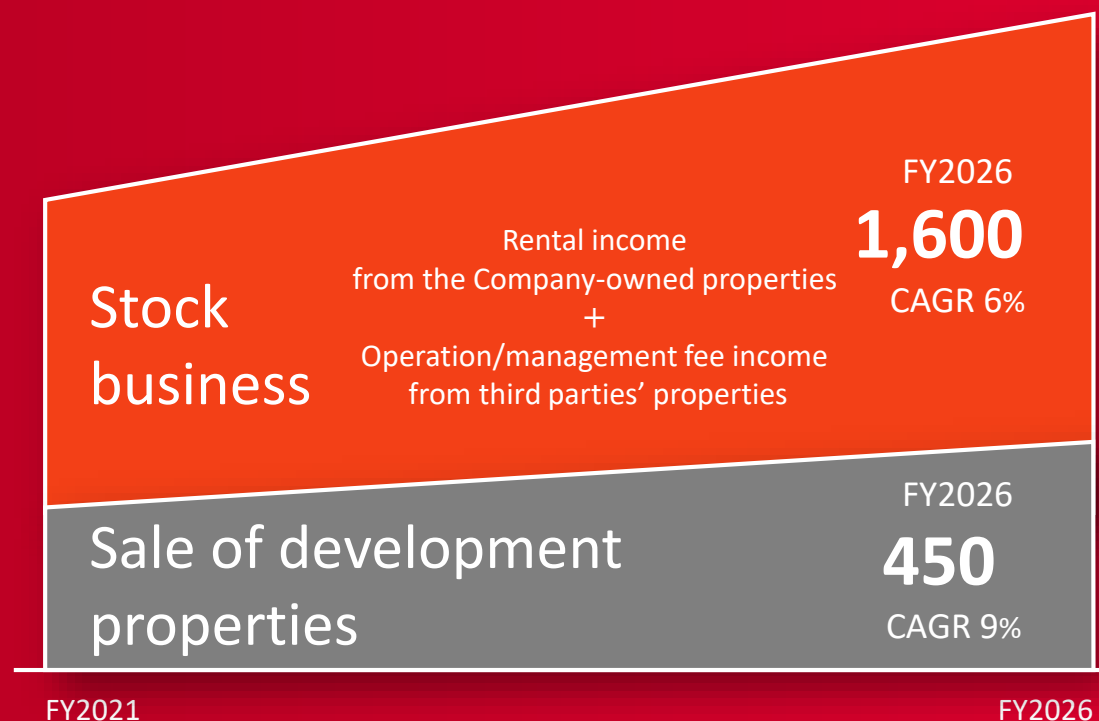 Stock
business
Rental income
from the Company-owned properties
+
Operation/management fee income
from third parties’ properties
FY2026
1,600
CAGR 6%
Sale of development
properties
FY2026
450
CAGR 9%
FY2021
FY2026